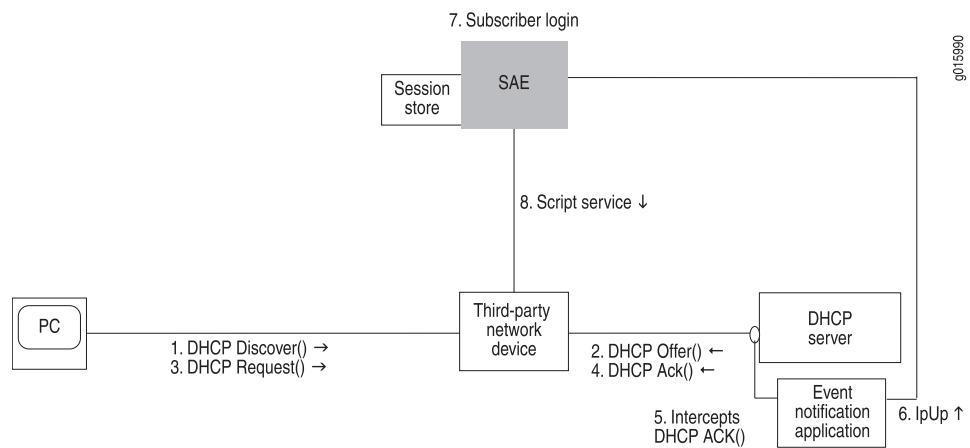 7. Subscriber login
g015990
Session
store
SAE
8. Script service ↓
PC
Third-party
network
device
DHCP
server
1. DHCP Discover() →
3. DHCP Request() →
2. DHCP Offer() ←
4. DHCP Ack() ←
5. Intercepts
DHCP ACK()
Event
notification
application
6. IpUp ↑